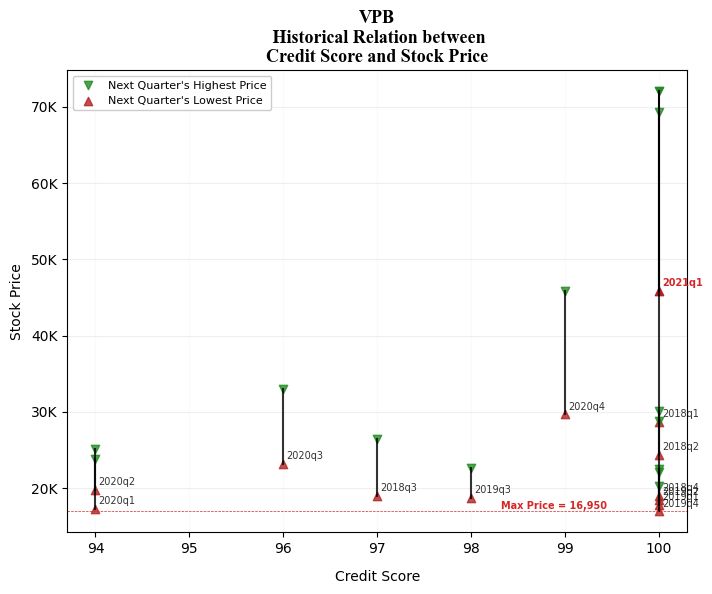 VPB
Historical Relation between
Credit Score and Stock Price
Next Quarter's Highest Price
Next Quarter's Lowest Price
Stock Price
70K
60K
50K
40K
30K
20K
2021q1
2018q1
2020q4
2018q2
2020q3
2020q2
2018q3
2019q3
2018q4
2020q1
2019q4
Max Price = 16,950
94
95
96
97
98
99
100
Credit Score